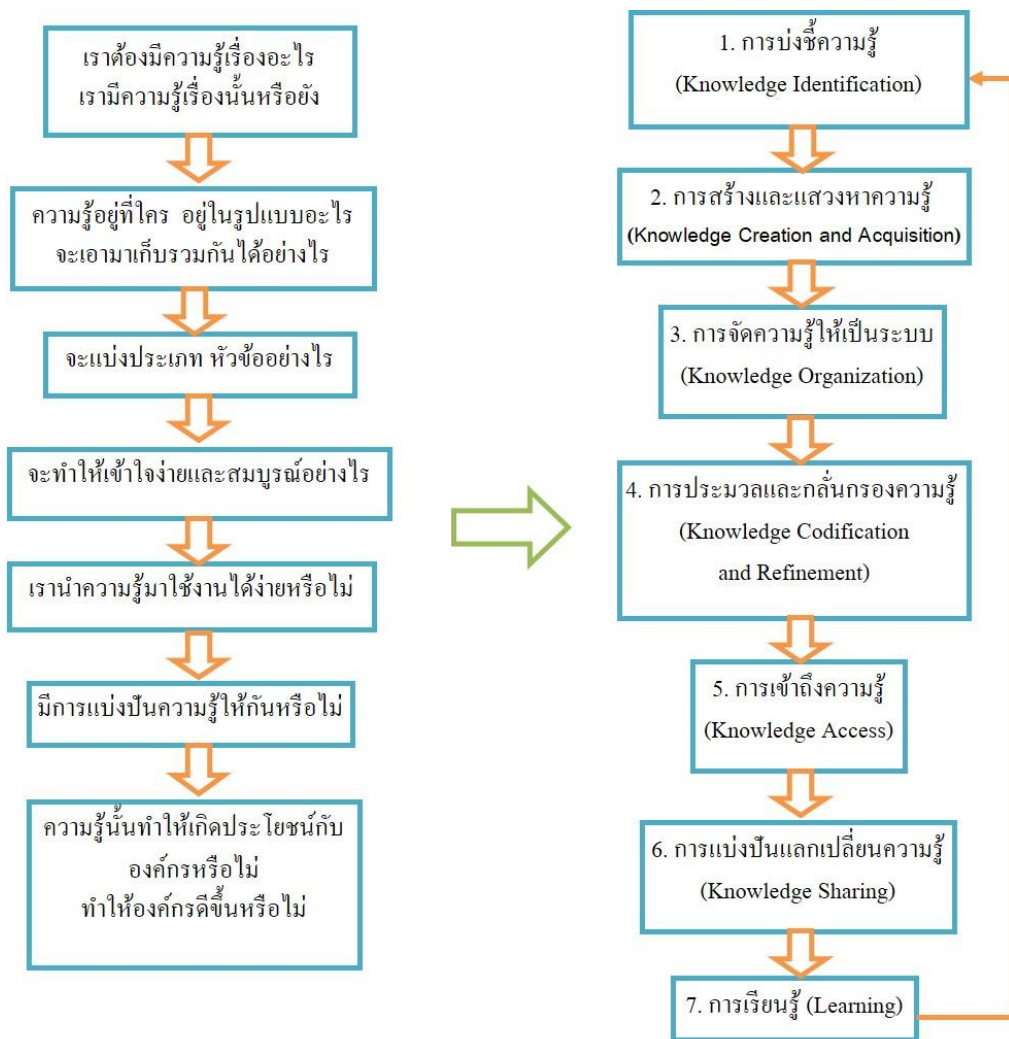 เราต้องมีความรู้เรื่องอะไร
เรามีความรู้เรื่องนั้นหรือยัง
ความรู้อยู่ที่ใคร อยู่ในรูปแบบอะไร
จะเอามาเก็บรวมกันได้อย่างไร
จะแบ่งประเภท หัวข้ออย่างไร
จะทำให้เข้าใจง่ายและสมบูรณ์อย่างไร
เรานำความรู้มาใช้งานได้ง่ายหรือไม่
มีการแบ่งปันความรู้ให้กันหรือไม่
ความรู้นั้นทำให้เกิดประโยชน์กับ
องค์กรหรือไม่
ทำให้องค์กรดีขึ้นหรือไม่
1. การบ่งชี้ความรู้
(Knowledge Identification)
2. การสร้างและแสวงหาความรู้
(Knowledge Creation and Acquisition)
3. การจัดความรู้ให้เป็นระบบ
(Knowledge Organization)
4. การประมวลและกลั่นกรองความรู้
(Knowledge Codification
and Refinement)
5. การเข้าถึงความรู้
(Knowledge Access)
6. การแบ่งปันแลกเปลี่ยนความรู้
(Knowledge Sharing)
7. การเรียนรู้ (Learning)